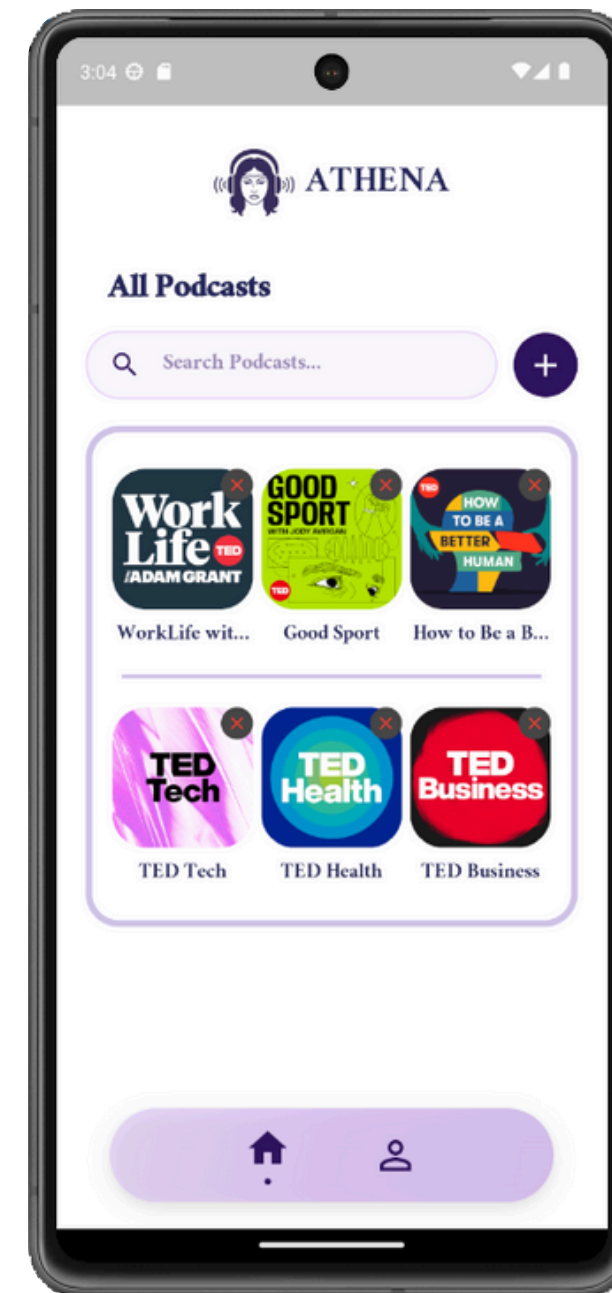 3:04
ATHENA
All Podcasts
Search Podcasts...
Work
Life TED
/ADAM GRANT
GOOD
SPORT
WITH JODY AVIRGAN
TED
TED
HOW
TO BE A
BETTER
HUMAN
WorkLife wit...
Good Sport
How to Be a B...
TED
Tech
TED
Health
TED
Business
TED Tech
TED Health
TED Business